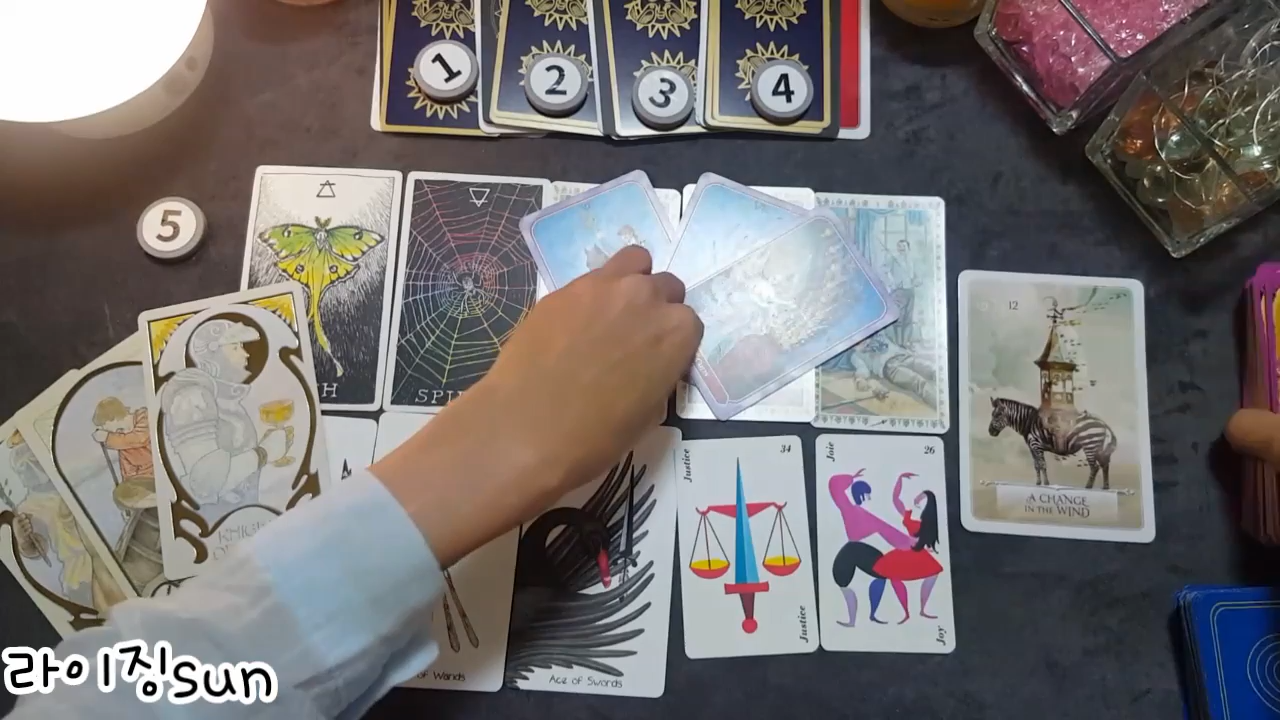 1
2
3
4
5
SPI
H
12
A CHANGE
IN THE WIND
KNIG
O
Justice
34
Justice
Joie
26
Joy
of Wands
Ace of Swords
라이징sun